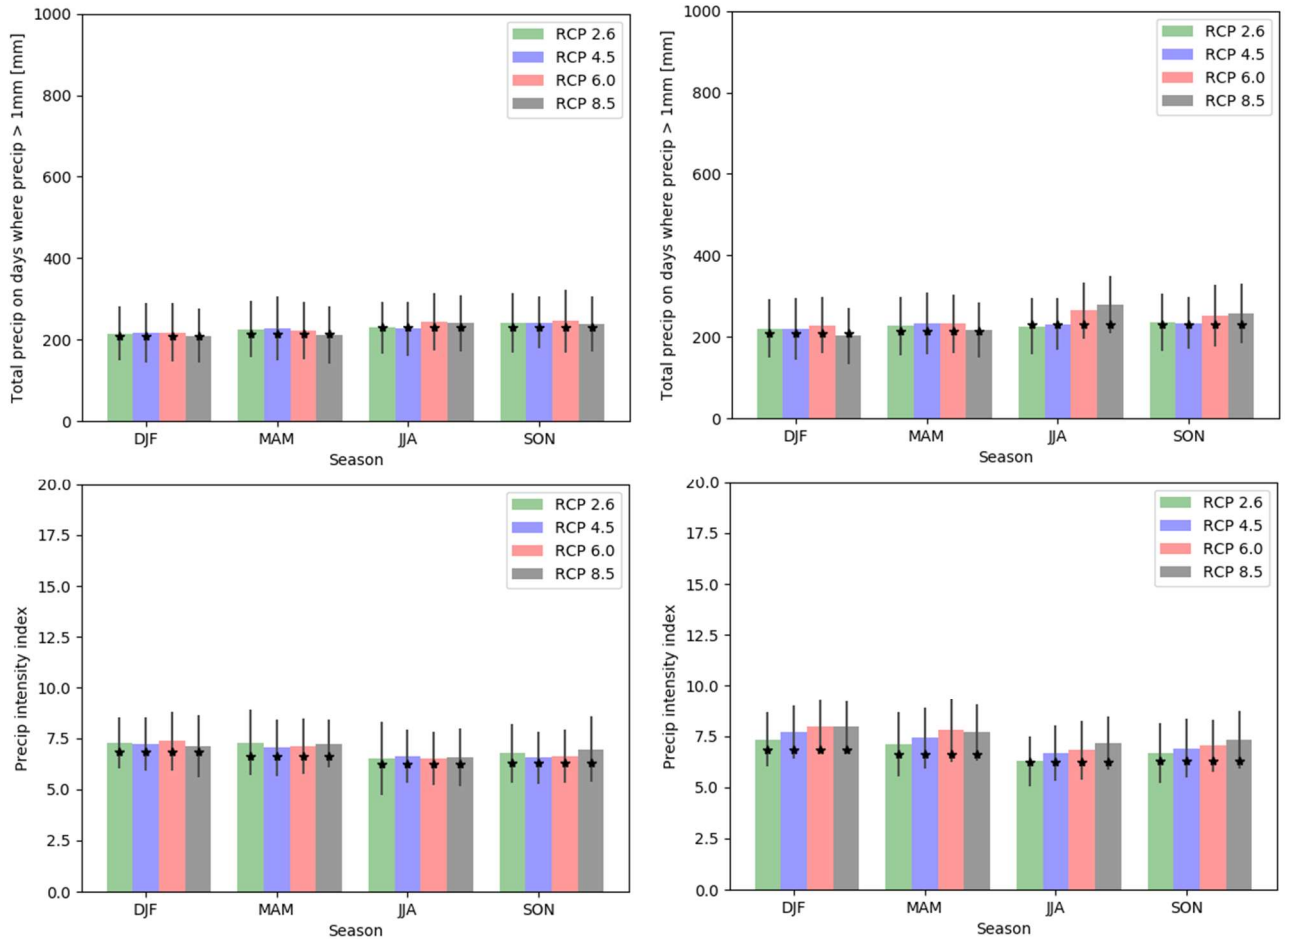 Total precip on days where precip > 1mm [mm]
1000
800
600
400
200
0
RCP 2.6
RCP 4.5
RCP 6.0
RCP 8.5
DJF
MAM
JJA
SON
Season
Total precip on days where precip > 1mm [mm]
1000
800
600
400
200
0
RCP 2.6
RCP 4.5
RCP 6.0
RCP 8.5
DJF
MAM
JJA
SON
Season
Precip intensity index
20.0
17.5
15.0
12.5
10.0
7.5
5.0
2.5
0.0
RCP 2.6
RCP 4.5
RCP 6.0
RCP 8.5
DJF
MAM
JJA
SON
Season
Precip intensity index
20.0
17.5
15.0
12.5
10.0
7.5
5.0
2.5
0.0
RCP 2.6
RCP 4.5
RCP 6.0
RCP 8.5
DJF
MAM
JJA
SON
Season